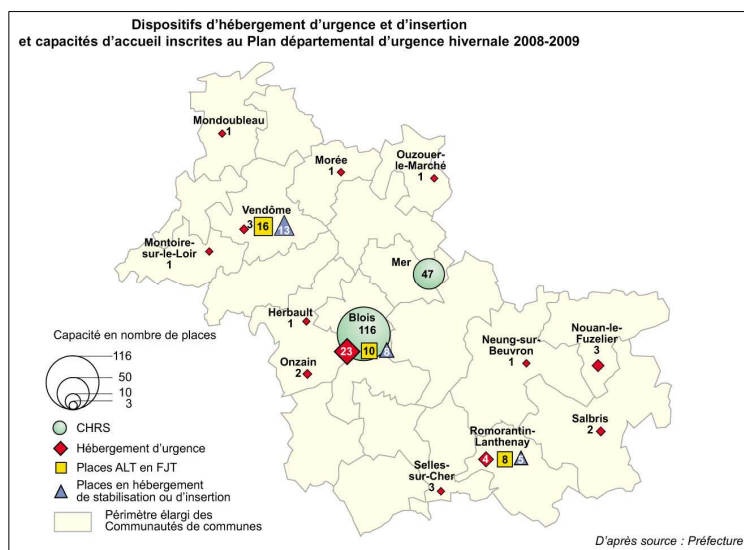 Dispositifs d'hébergement d'urgence et d'insertion
et capacités d'accueil inscrites au Plan départemental d'urgence hivernale 2008-2009
Mondoubleau
1
Morée
1
Ouzouer-
le-Marché
1
Vendôme
3
16
13
Montoire-
sur-le-Loir
1
Mer
47
Herbault
1
Blois
116
23
10
8
Onzain
2
Neung-sur-
Beuvron
1
Nouan-le-
Fuzelier
3
Salbris
2
Romorantin-
Lanthenay
4
8
5
Selles-
sur-Cher
3
Capacité en nombre de places
116
50
10
3
CHRS
Hébergement d'urgence
Places ALT en FJT
Places en hébergement
de stabilisation ou d'insertion
Périmètre élargi des
Communautés de communes
D'après source : Préfecture